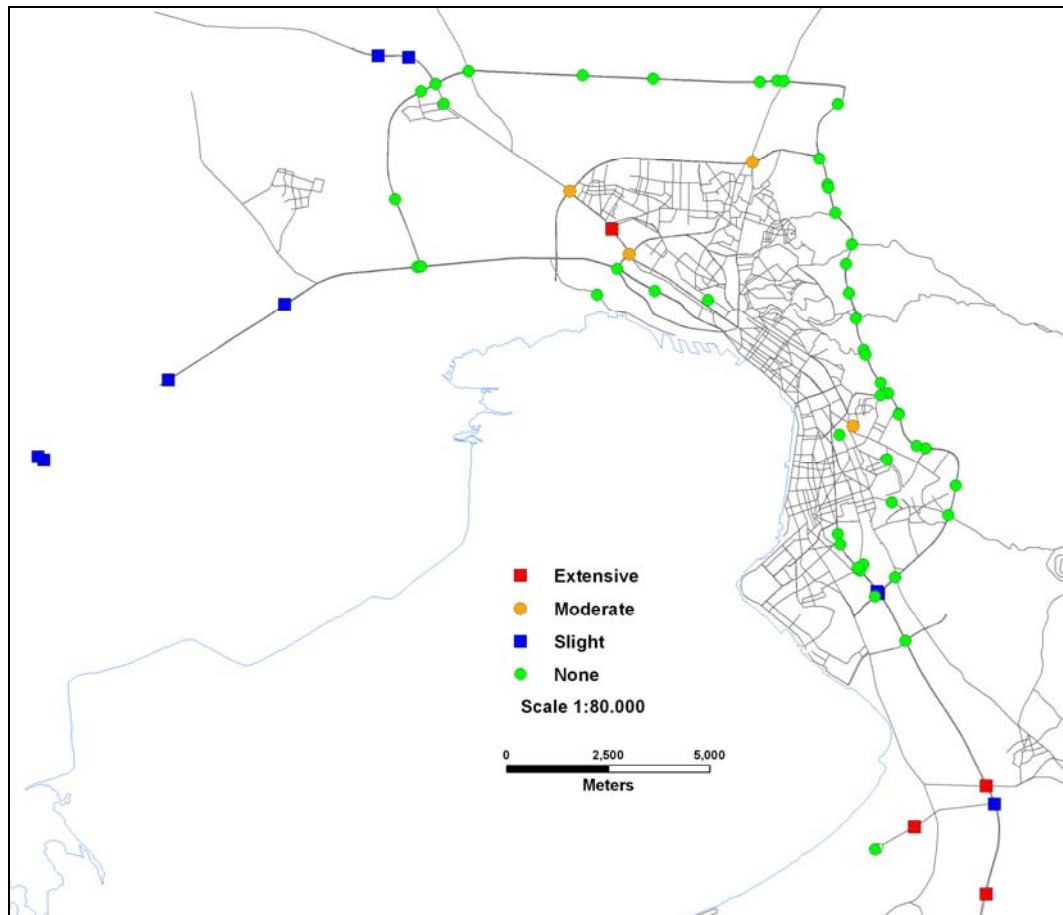 Extensive
Moderate
Slight
None
Scale 1:80.000
0 2,500 5,000
Meters